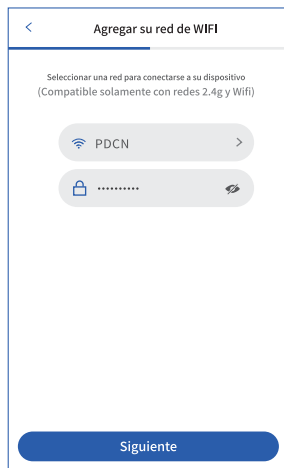 Agregar su red de WIFI
Seleccionar una red para conectarse a su dispositivo
(Compatible solamente con redes 2.4g y Wifi)
PDCN
··········
Siguiente